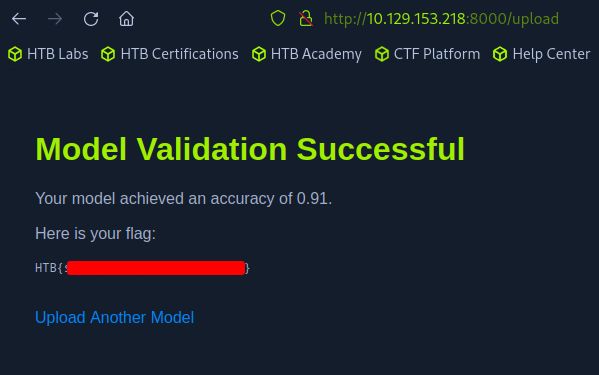 http://10.129.153.218:8000/upload
HTB Labs HTB Certifications HTB Academy CTF Platform Help Center
Model Validation Successful
Your model achieved an accuracy of 0.91.
Here is your flag:
HTB{ }
Upload Another Model